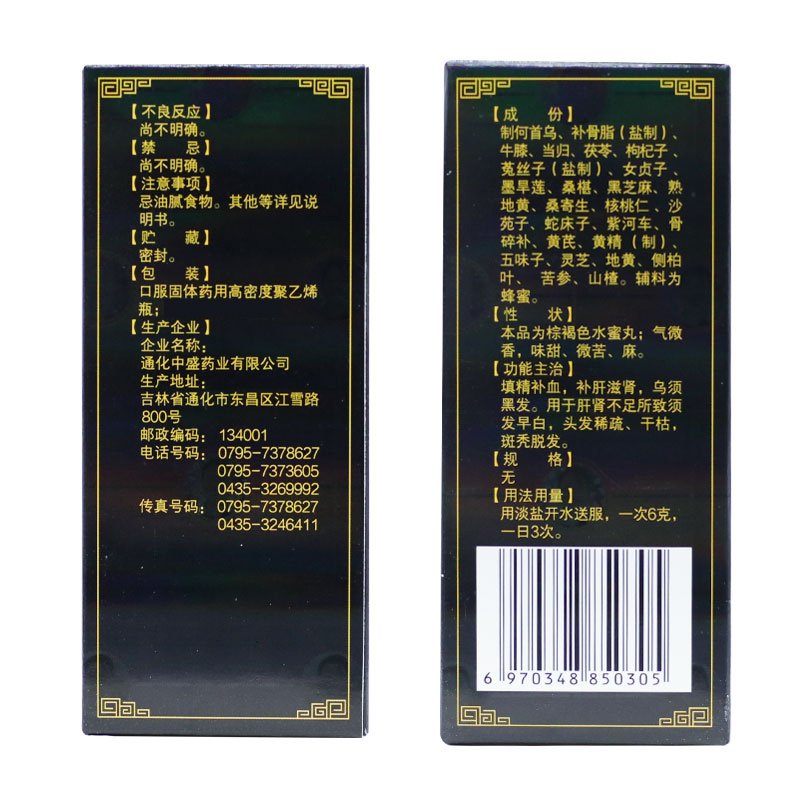 【不良反应】
尚不明确。
【禁 忌】
尚不明确。
【注意事项】
忌油腻食物。其他等详见说
明书。
【贮 藏】
密封。
【包 装】
口服固体药用高密度聚乙烯
瓶；
【生产企业】
企业名称：
通化中盛药业有限公司
生产地址：
吉林省通化市东昌区江雪路
800号
邮政编码：134001
电话号码：0795-7378627
0795-7373605
0435-3269992
传真号码：0795-7378627
0435-3246411
【成 份】
制何首乌、补骨脂（盐制）、
牛膝、当归、茯苓、枸杞子、
菟丝子（盐制）、女贞子、
墨旱莲、桑椹、黑芝麻、熟
地黄、桑寄生、核桃仁、沙
苑子、蛇床子、紫河车、骨
碎补、黄芪、黄精（制）、
五味子、灵芝、地黄、侧柏
叶、 苦参、山楂。辅料为
蜂蜜。
【性 状】
本品为棕褐色水蜜丸；气微
香，味甜、微苦、麻。
【功能主治】
填精补血，补肝滋肾，乌须
黑发。用于肝肾不足所致须
发早白，头发稀疏、干枯，
斑秃脱发。
【规 格】
无
【用法用量】
用淡盐开水送服，一次6克，
一日3次。
6 970348 850305